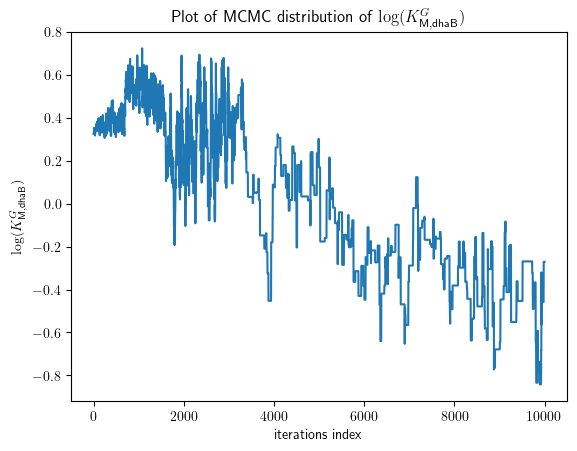 Plot of MCMC distribution of log(K^G_{M,dhaB})
0.8
0.6
0.4
0.2
0.0
−0.2
−0.4
−0.6
−0.8
log(K^G_{M,dhaB})
0 2000 4000 6000 8000 10000
iterations index